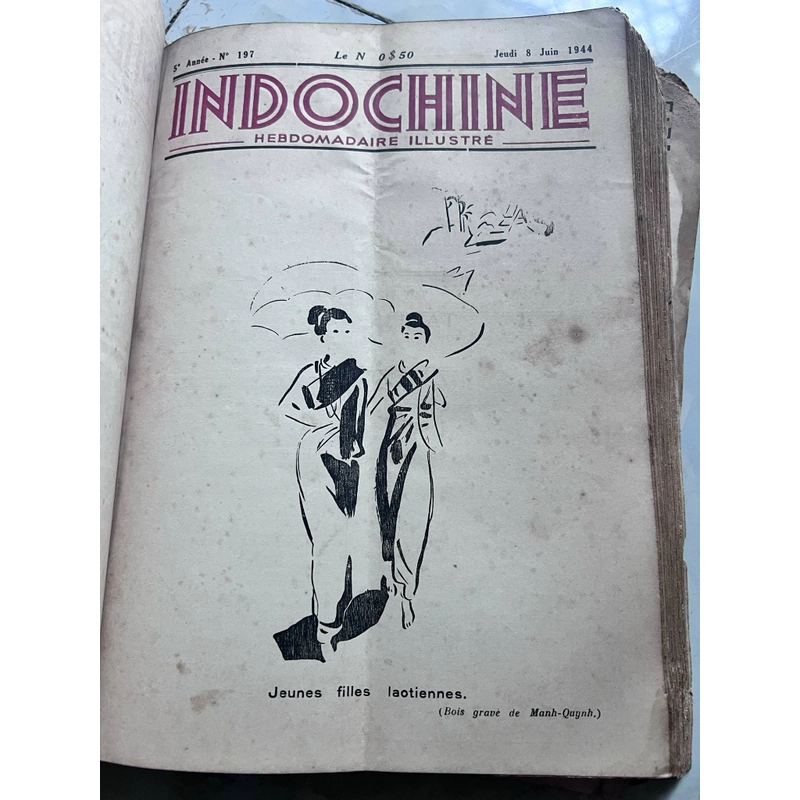 5e Année - No 197 Le N 0$50 Jeudi 8 Juin 1944
INDOCHINE
HEBDOMADAIRE ILLUSTRÉ
Jeunes filles laotiennes.
(Bois gravé de Manh-Quynh.)